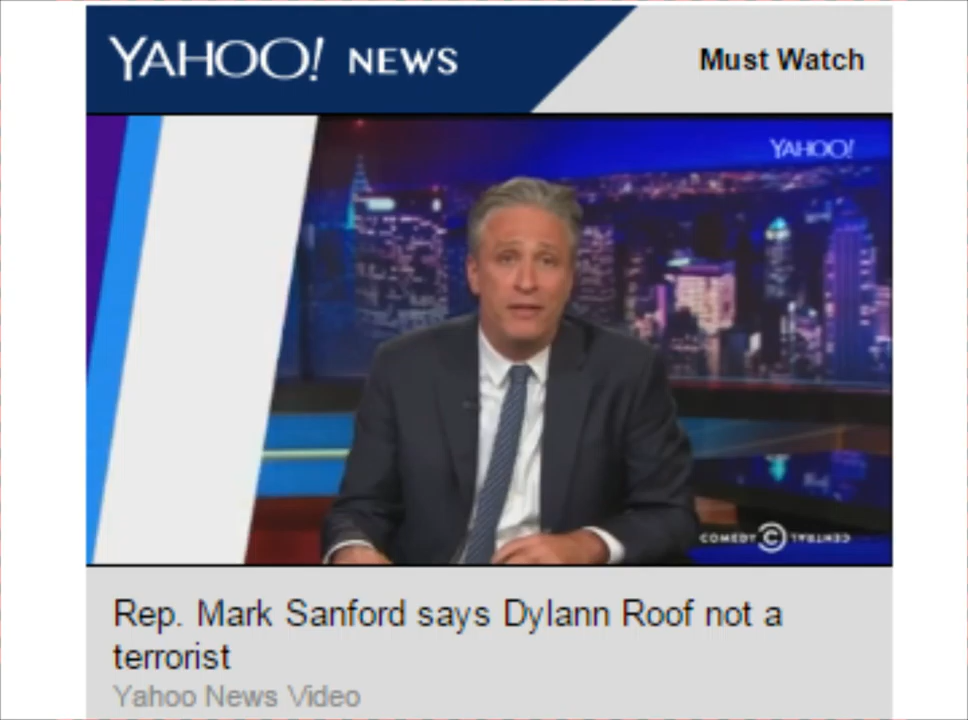 YAHOO! NEWS
Must Watch
YAHOO!
COMEDY CENTRAL
Rep. Mark Sanford says Dylann Roof not a
terrorist
Yahoo News Video